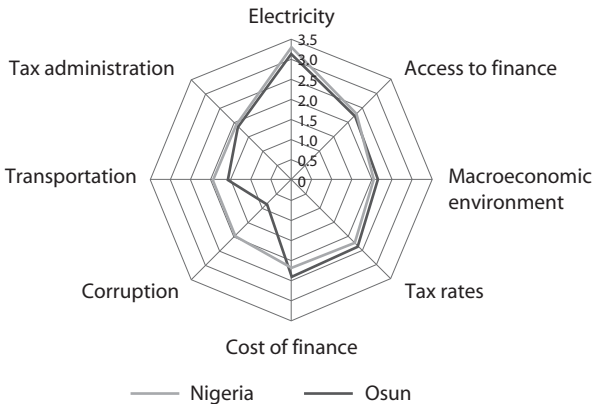 Electricity
3.5
3.0
2.5
2.0
1.5
1.0
0.5
0
Tax administration
Access to finance
Transportation
Macroeconomic
environment
Corruption
Tax rates
Cost of finance
Nigeria
Osun